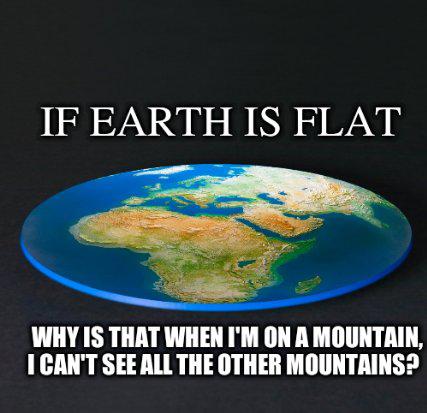 IF EARTH IS FLAT
WHY IS THAT WHEN I'M ON A MOUNTAIN,
I CAN'T SEE ALL THE OTHER MOUNTAINS?